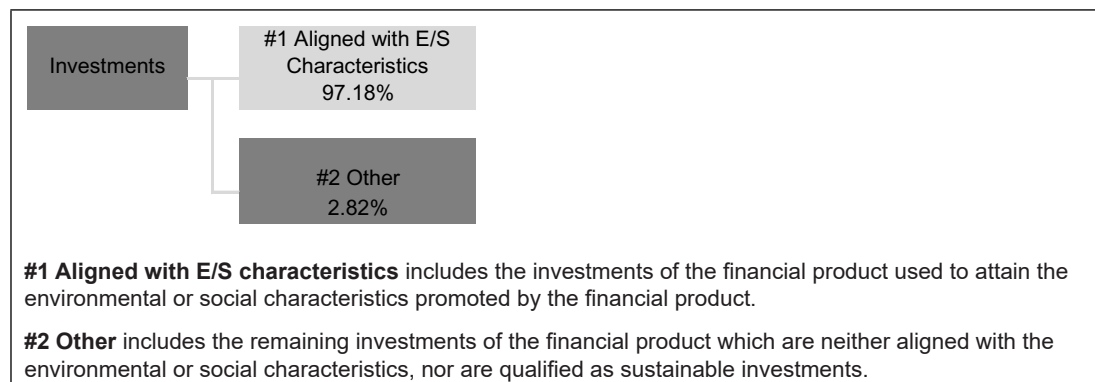 Investments
#1 Aligned with E/S
Characteristics
97.18%
#2 Other
2.82%
#1 Aligned with E/S characteristics includes the investments of the financial product used to attain the
environmental or social characteristics promoted by the financial product.
#2 Other includes the remaining investments of the financial product which are neither aligned with the
environmental or social characteristics, nor are qualified as sustainable investments.